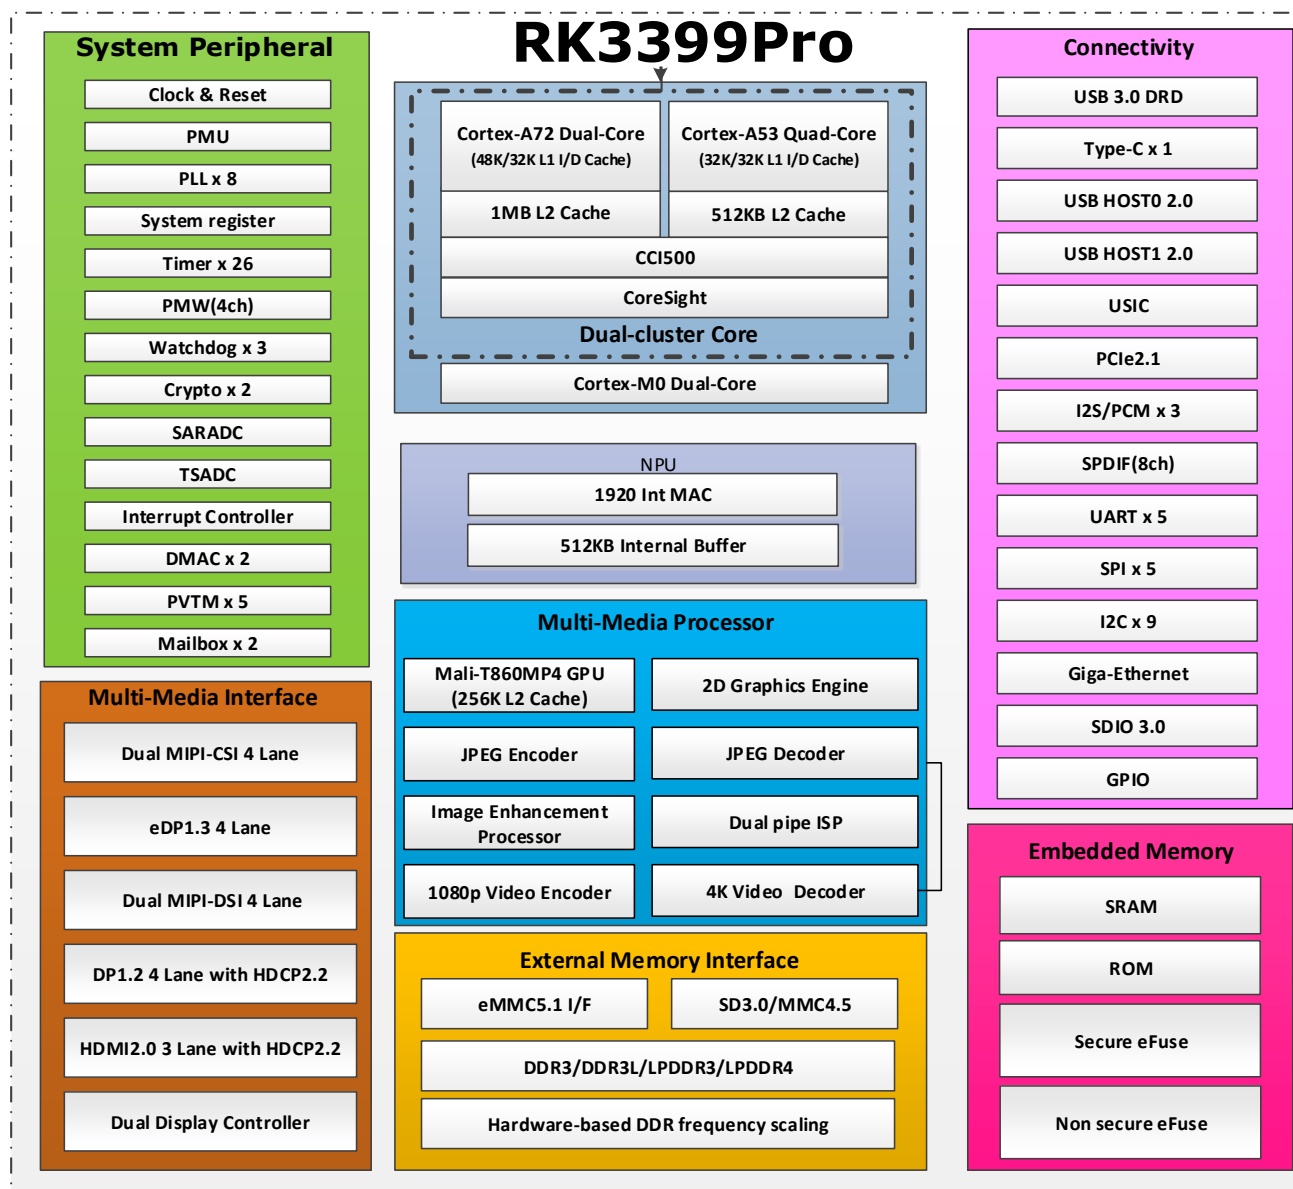 RK3399Pro
System Peripheral
Clock & Reset
PMU
PLL x 8
System register
Timer x 26
PMW(4ch)
Watchdog x 3
Crypto x 2
SARADC
TSADC
Interrupt Controller
DMAC x 2
PVTM x 5
Mailbox x 2
Multi-Media Interface
Dual MIPI-CSI 4 Lane
eDP1.3 4 Lane
Dual MIPI-DSI 4 Lane
DP1.2 4 Lane with HDCP2.2
HDMI2.0 3 Lane with HDCP2.2
Dual Display Controller
Cortex-A72 Dual-Core
(48K/32K L1 I/D Cache)
1MB L2 Cache
Cortex-A53 Quad-Core
(32K/32K L1 I/D Cache)
512KB L2 Cache
CCI500
CoreSight
Dual-cluster Core
Cortex-M0 Dual-Core
NPU
1920 Int MAC
512KB Internal Buffer
Multi-Media Processor
Mali-T860MP4 GPU
(256K L2 Cache)
2D Graphics Engine
JPEG Encoder
JPEG Decoder
Image Enhancement
Processor
Dual pipe ISP
1080p Video Encoder
4K Video Decoder
External Memory Interface
eMMC5.1 I/F
SD3.0/MMC4.5
DDR3/DDR3L/LPDDR3/LPDDR4
Hardware-based DDR frequency scaling
Connectivity
USB 3.0 DRD
Type-C x 1
USB HOST0 2.0
USB HOST1 2.0
USIC
PCIe2.1
I2S/PCM x 3
SPDIF(8ch)
UART x 5
SPI x 5
I2C x 9
Giga-Ethernet
SDIO 3.0
GPIO
Embedded Memory
SRAM
ROM
Secure eFuse
Non secure eFuse